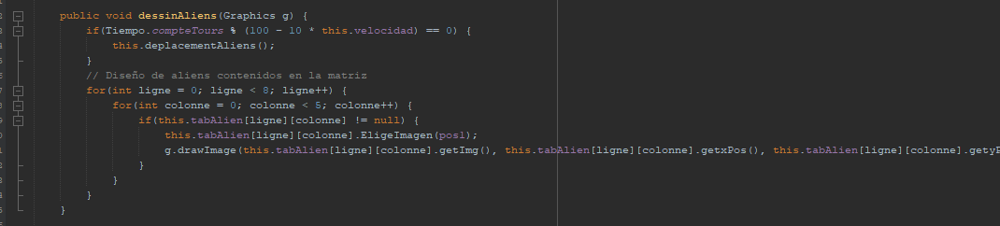 public void dessinAliens(Graphics g) {
if(Tiempo.compteTours % (100 - 10 * this.velocidad) == 0) {
this.deplacementAliens();
}
// Diseño de aliens contenidos en la matriz
for(int ligne = 0; ligne < 8; ligne++) {
for(int colonne = 0; colonne < 5; colonne++) {
if(this.tabAlien[ligne][colonne] != null) {
this.tabAlien[ligne][colonne].EligeImagen(pos1);
g.drawImage(this.tabAlien[ligne][colonne].getImg(), this.tabAlien[ligne][colonne].getxPos(), this.tabAlien[ligne][colonne].getyP
}
}
}
}